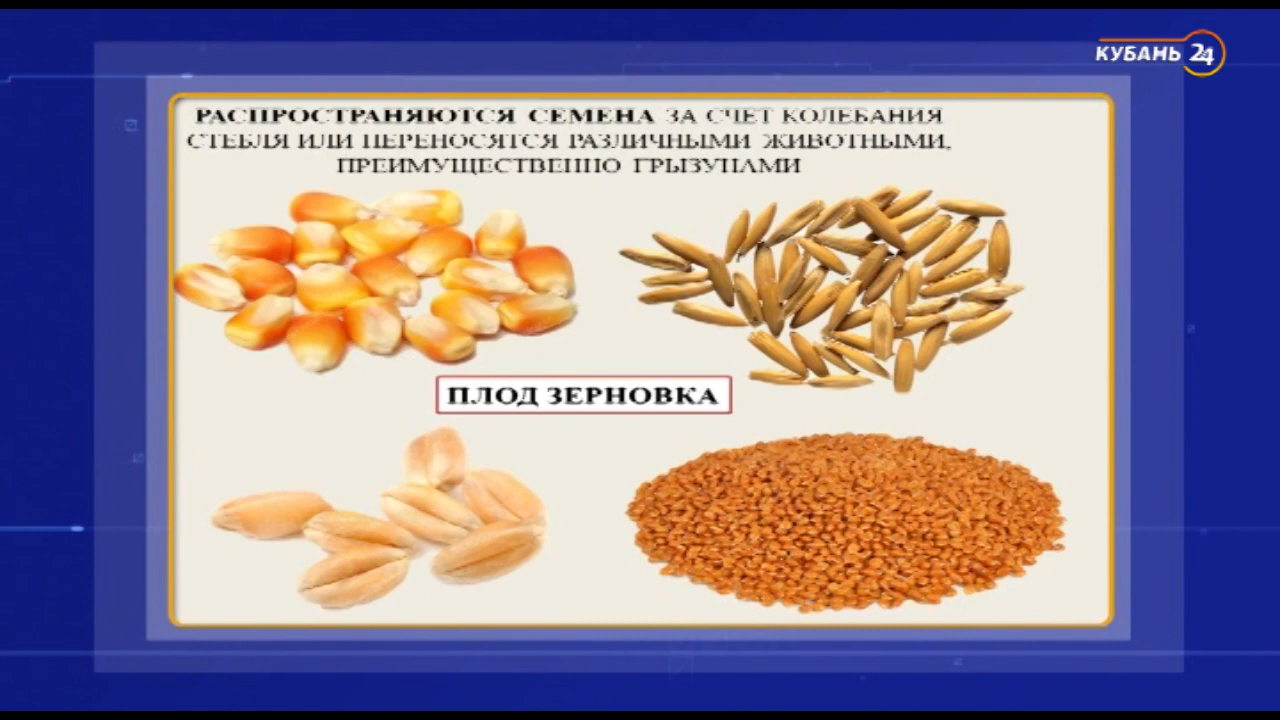 КУБАНЬ 24
РАСПРОСТРАНЯЮТСЯ СЕМЕНА ЗА СЧЕТ КОЛЕБАНИЯ
СТЕБЛЯ ИЛИ ПЕРЕНОСЯТСЯ РАЗЛИЧНЫМИ ЖИВОТНЫМИ,
ПРЕИМУЩЕСТВЕННО ГРЫЗУНАМИ
ПЛОД ЗЕРНОВКА